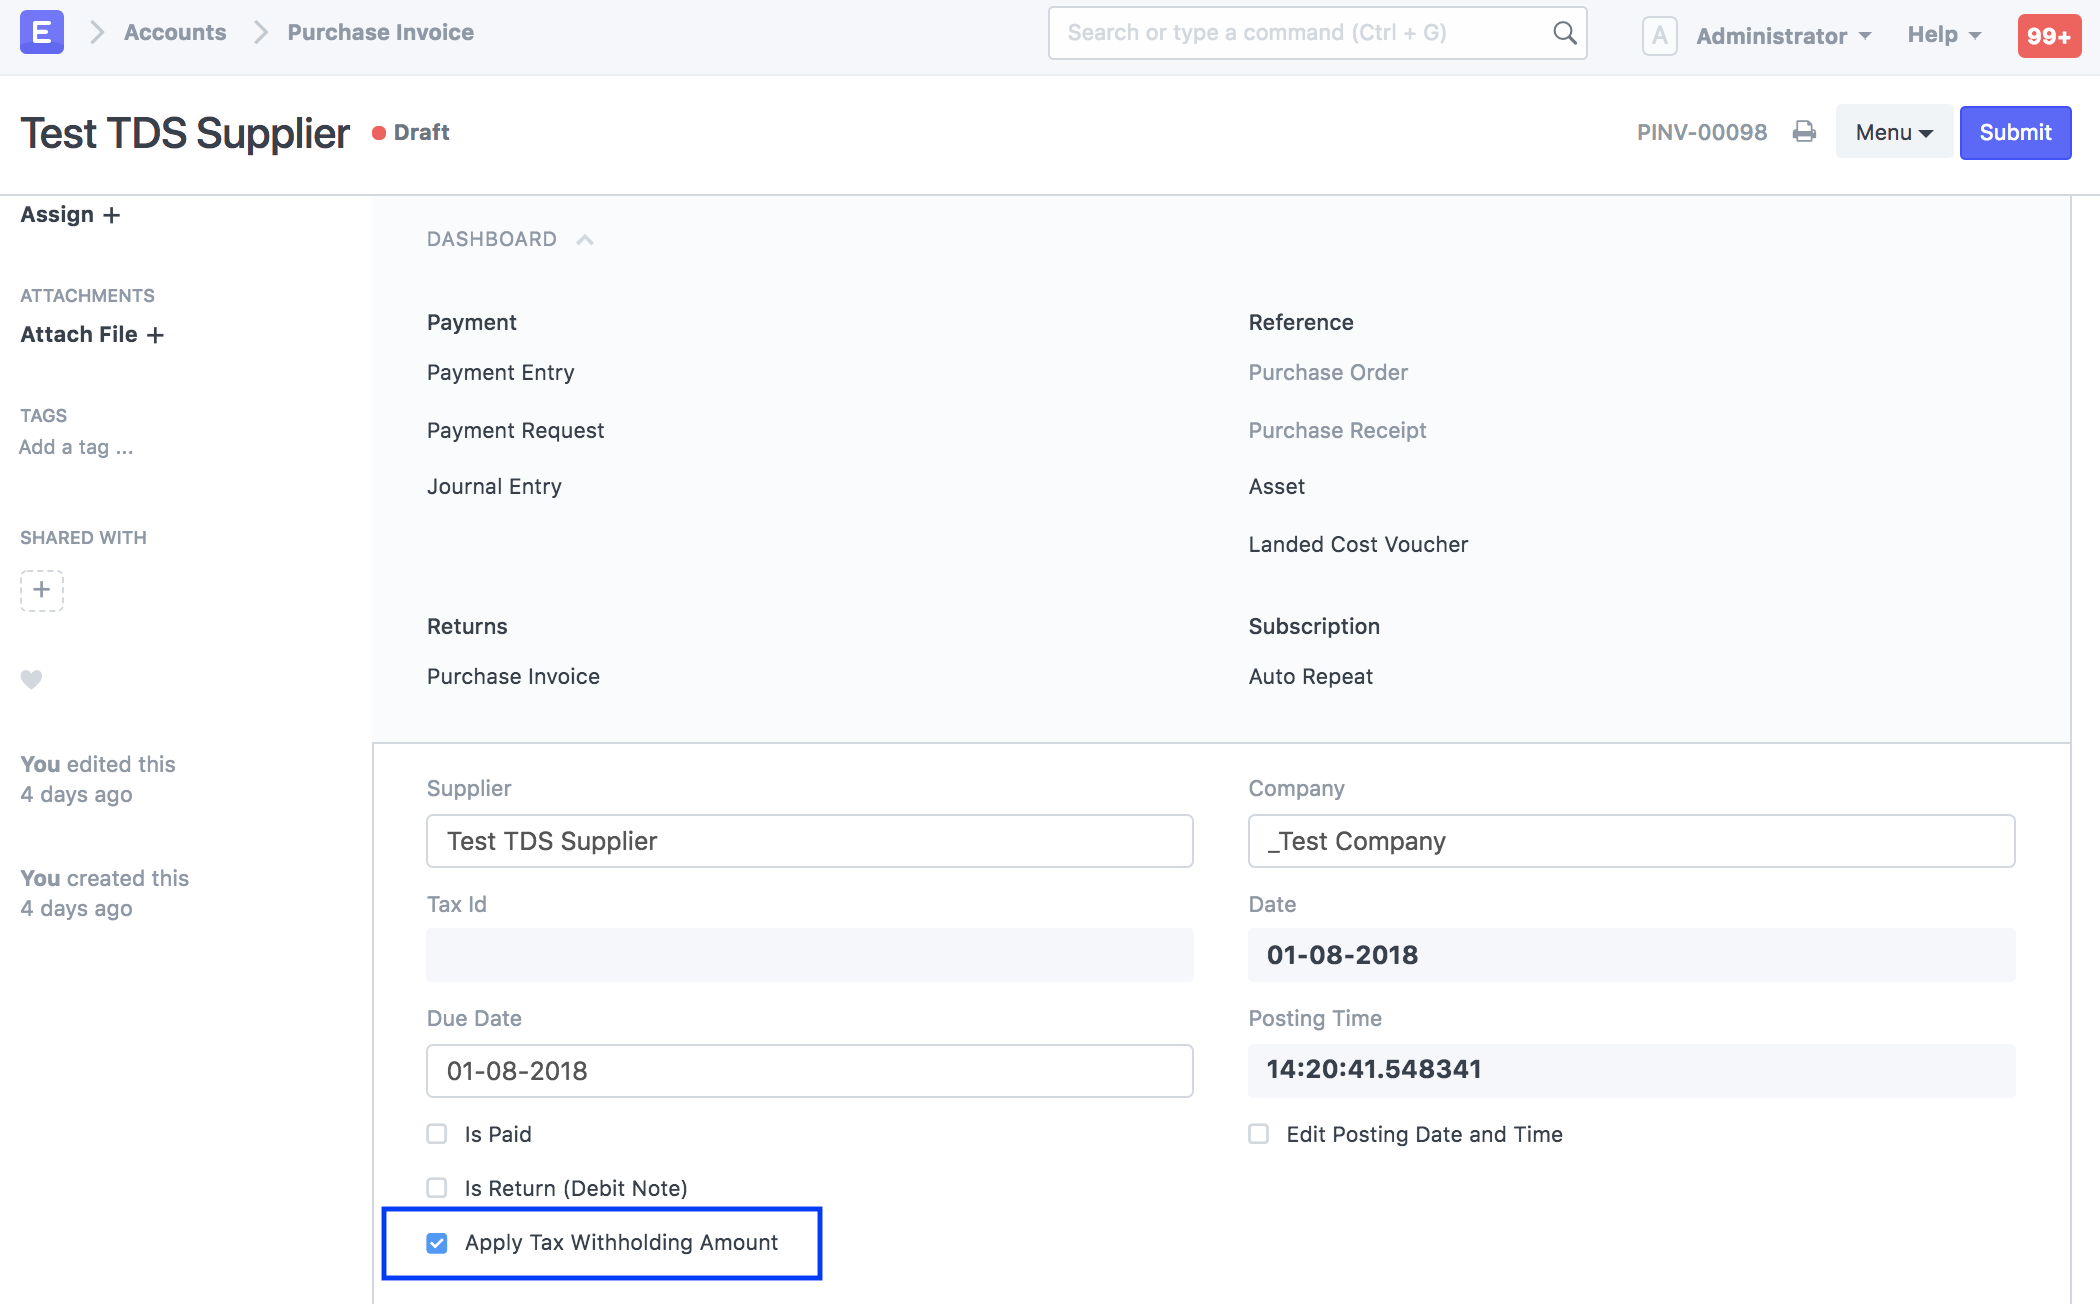 E Accounts Purchase Invoice Search or type a command (Ctrl + G) A Administrator Help 99+
Test TDS Supplier Draft PINV-00098 Menu Submit
Assign +
ATTACHMENTS
Attach File +
TAGS
Add a tag ...
SHARED WITH
+
You edited this
4 days ago
You created this
4 days ago
DASHBOARD
Payment
Payment Entry
Payment Request
Journal Entry
Reference
Purchase Order
Purchase Receipt
Asset
Landed Cost Voucher
Returns
Purchase Invoice
Subscription
Auto Repeat
Supplier
Test TDS Supplier
Tax Id
Due Date
01-08-2018
Is Paid
Is Return (Debit Note)
Apply Tax Withholding Amount
Company
_Test Company
Date
01-08-2018
Posting Time
14:20:41.548341
Edit Posting Date and Time